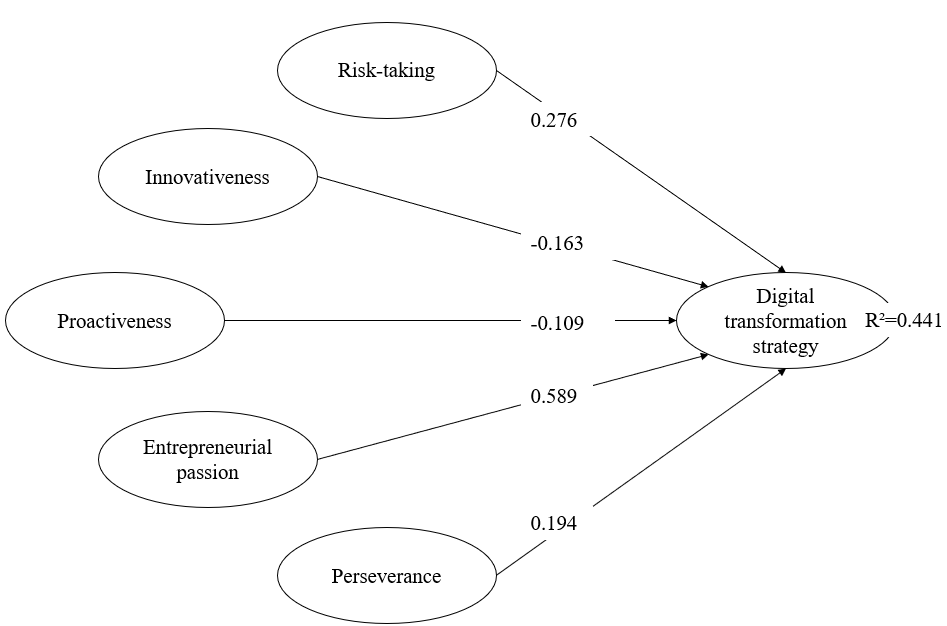 Risk-taking
0.276
Innovativeness
-0.163
Proactiveness
-0.109
Digital
transformation
strategy
R²=0.441
0.589
Entrepreneurial
passion
0.194
Perseverance